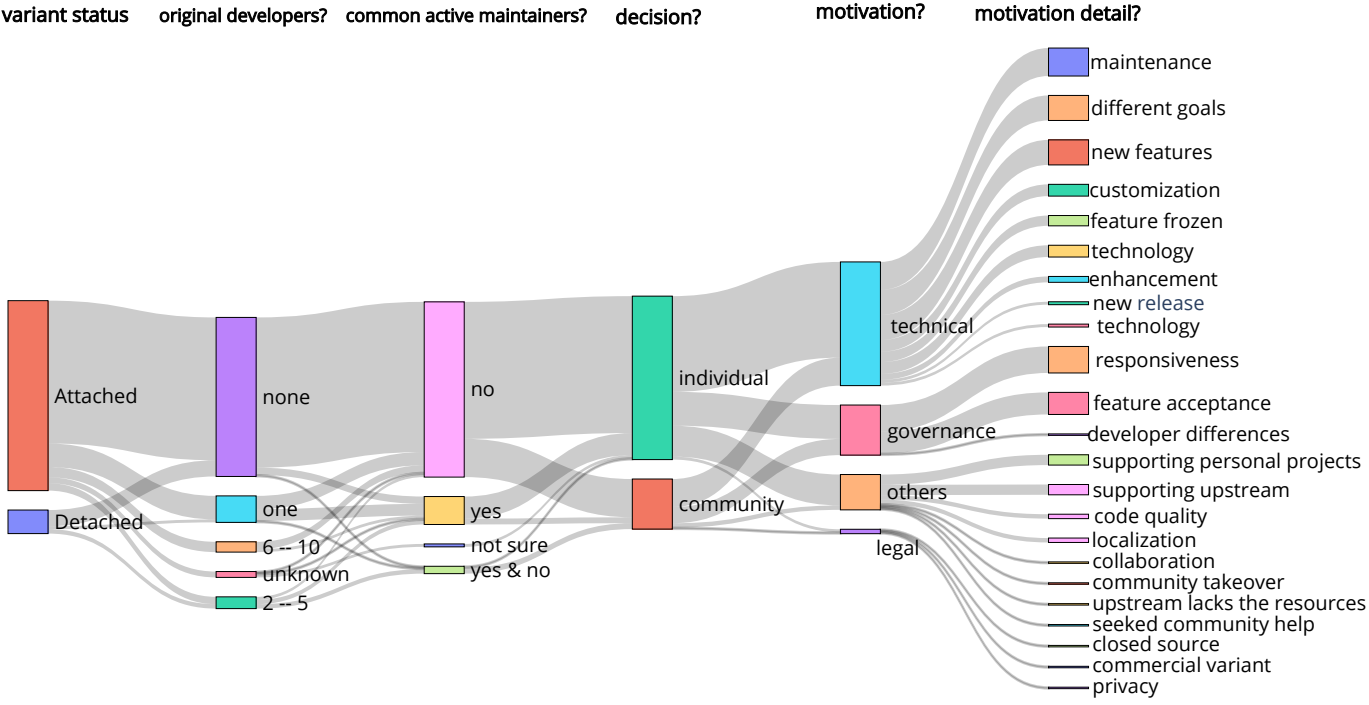 variant status
original developers?
common active maintainers?
decision?
motivation?
motivation detail?
Attached
Detached
none
one
6 -- 10
unknown
2 -- 5
no
yes
not sure
yes & no
individual
community
technical
governance
others
legal
maintenance
different goals
new features
customization
feature frozen
technology
enhancement
new release
technology
responsiveness
feature acceptance
developer differences
supporting personal projects
supporting upstream
code quality
localization
collaboration
community takeover
upstream lacks the resources
seeked community help
closed source
commercial variant
privacy